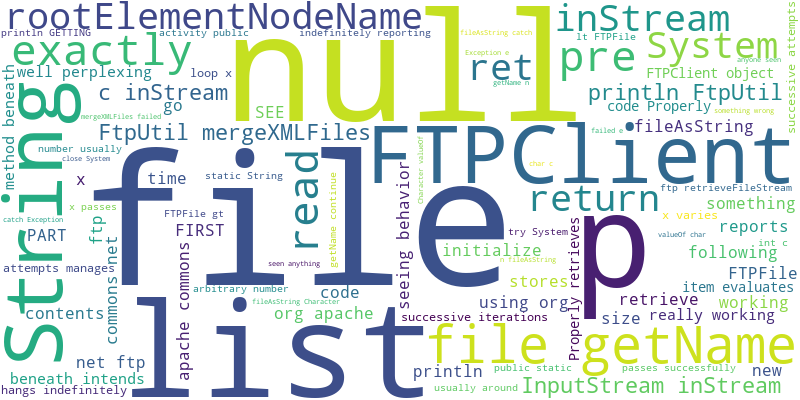 rootElementNodeName
null
inStream
println GETTING
activity public
indefinitely reporting
fileAsString catch
lt FTPFile
anyone seen
successive attempts
exactly
pre
System
Exception e
getName n
well perplexing
loop x
ret
FTPClient object
c inStream
go
println FtpUtil
mergeXMLFiles failed
SEE
code Properly
something wrong
String
method beneath
FtpUtil mergeXMLFiles
FTPClient
fileAsString
failed e
number usually
close System
static String
read
Character valueOf
char c
file
x
time
return
ftp retrieveFileStream
catch Exception
x passes
FTPFile gt
getName continue
p
something
PART
ftp
FIRST
seeing behavior
try System
x varies
reports
commons net
apache commons
initialize
valueOf char
int c
attempts manages
seen anything
n fileAsString
Properly retrieves
following
FTPFile
contents
code
arbitrary number
stores
retrieve
item evaluates
list
fileAsString Character
org apache
using org
size
working
net ftp
successive iterations
really working
println
file getName
new
beneath intends
public static
passes successfully
hangs indefinitely
usually around
InputStream inStream